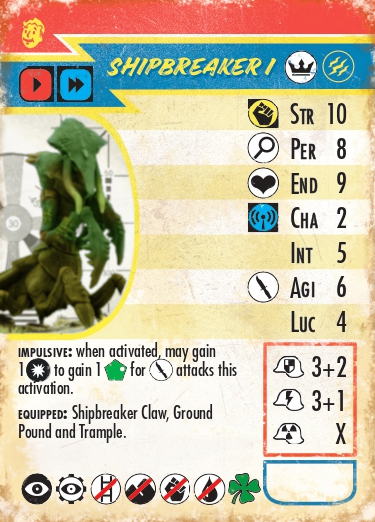 SHIPBREAKER I
STR 10
PER 8
END 9
CHA 2
INT 5
AGI 6
LUC 4
IMPULSIVE: when activated, may gain
1 to gain 1 for attacks this
activation.
EQUIPPED: Shipbreaker Claw, Ground
Pound and Trample.
3+2
3+1
X